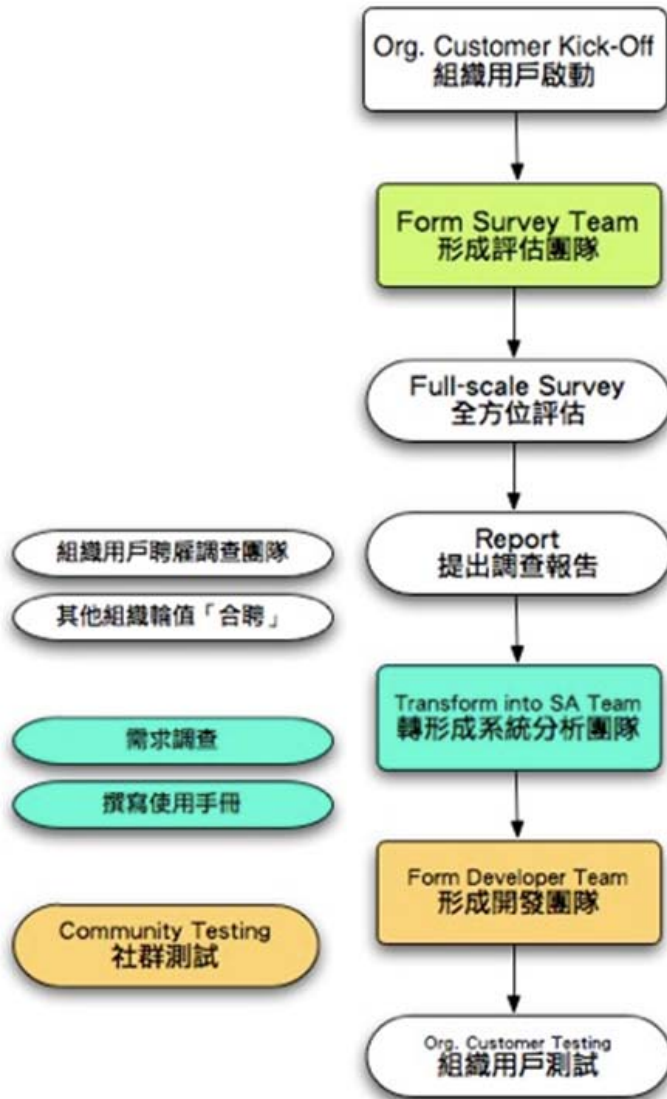 Org. Customer Kick-Off
組織用戶啟動
Form Survey Team
形成評估團隊
Full-scale Survey
全方位評估
Report
提出調查報告
組織用戶聘雇調查團隊
其他組織輪值「合聘」
Transform into SA Team
轉形成系統分析團隊
需求調查
撰寫使用手冊
Form Developer Team
形成開發團隊
Community Testing
社群測試
Org. Customer Testing
組織用戶測試